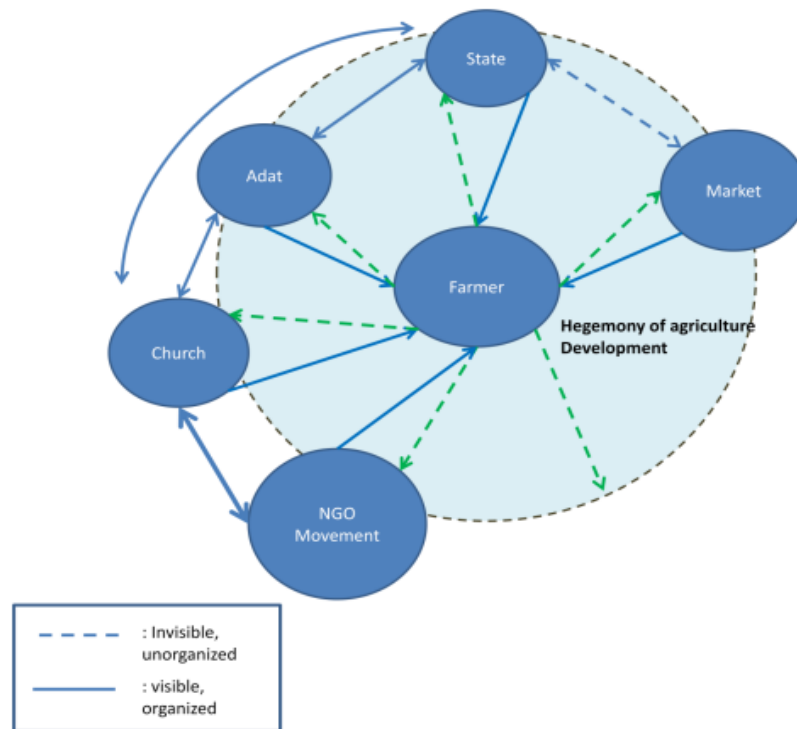 State
Adat
Market
Farmer
Hegemony of agriculture
Development
Church
NGO
Movement
: Invisible,
unorganized
: visible,
organized